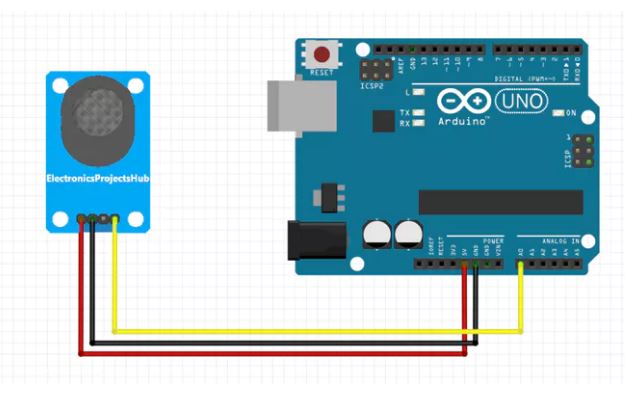 RESET
ICSP2
AREF
GND
13
12
~11
~10
~9
8
7
~6
~5
4
~3
2
TX0▶1
RX0◀0
DIGITAL (PWM=~)
L
TX
RX
UNO
Arduino™
ON
1
ICSP
ElectronicsProjectsHub
POWER
ANALOG IN
IOREF
RESET
3V3
5V
GND
GND
VIN
A0
A1
A2
A3
A4
A5